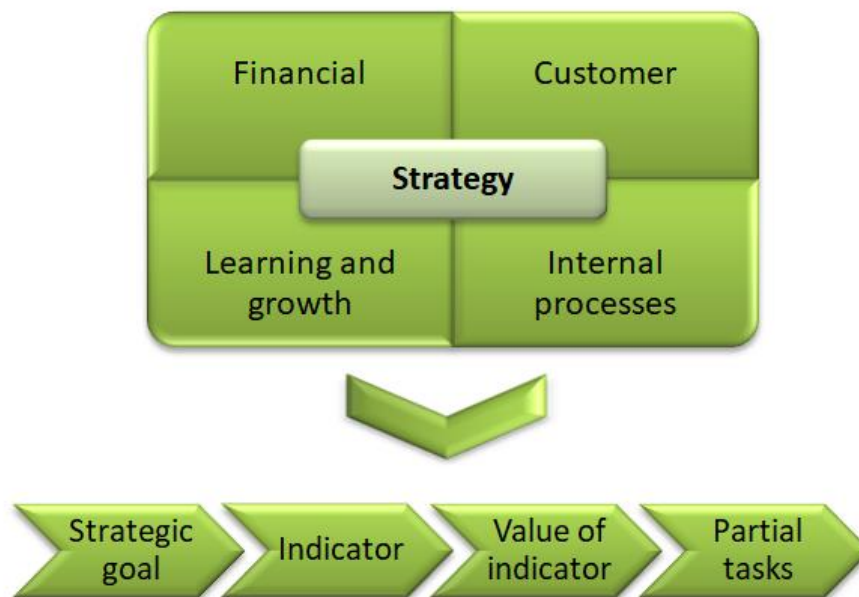 Financial
Customer
Strategy
Learning and
growth
Internal
processes
Strategic
goal
Indicator
Value of
indicator
Partial
tasks